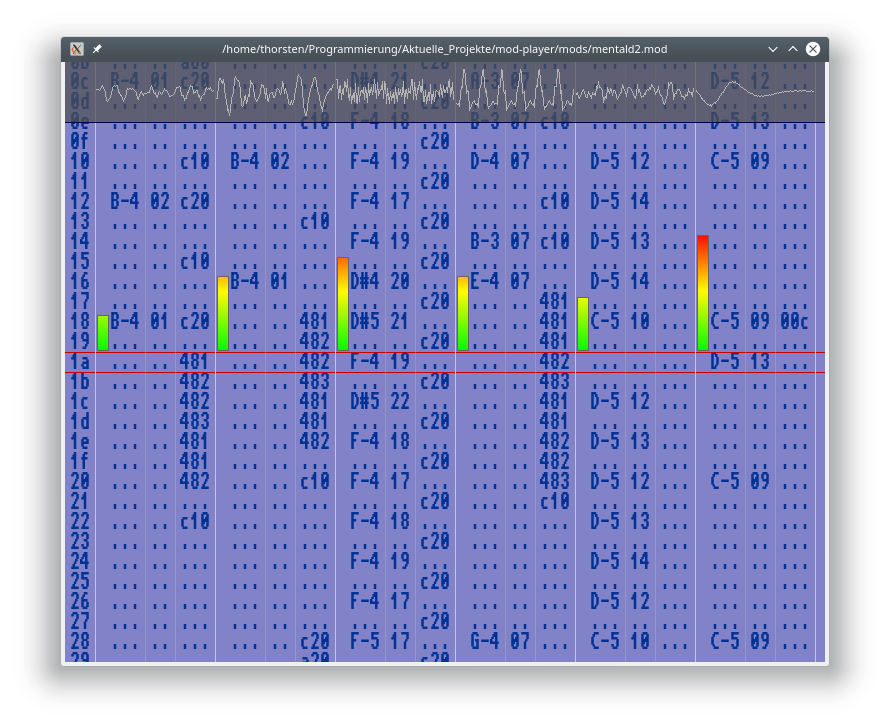 0c B-4 01 c20 D#4 21 B-3 07 D-5 12
0d
0e ... .. ... ... .. c10 F-4 18 ... B-3 07 c10 ... .. ... D-5 13 ...
0f ... .. ... ... .. ... ... .. c20 ... .. ... ... .. ... ... .. ...
10 ... .. c10 B-4 02 ... F-4 19 ... D-4 07 ... D-5 12 ... C-5 09 ...
11 ... .. ... ... .. ... ... .. c20 ... .. ... ... .. ... ... .. ...
12 B-4 02 c20 ... .. ... F-4 17 ... ... .. c10 D-5 14 ... ... .. ...
13 ... .. ... ... .. c10 ... .. c20 ... .. ... ... .. ... ... .. ...
14 ... .. ... ... .. ... F-4 19 ... B-3 07 c10 D-5 13 ... ... .. ...
15 ... .. c10 ... .. ... ... .. c20 ... .. ... ... .. ... ... .. ...
16 ... .. ... B-4 01 ... D#4 20 ... E-4 07 ... D-5 14 ... ... .. ...
17 ... .. ... ... .. ... ... .. c20 ... .. 481 ... .. ... ... .. ...
18 B-4 01 c20 ... .. 481 D#5 21 ... ... .. 481 C-5 10 ... C-5 09 00c
19 ... .. ... ... .. 482 ... .. c20 ... .. 481 ... .. ... ... .. ...
1a ... .. 481 ... .. 482 F-4 19 ... ... .. 482 ... .. ... D-5 13 ...
1b ... .. 482 ... .. 483 ... .. c20 ... .. 483 ... .. ... ... .. ...
1c ... .. 482 ... .. 481 D#5 22 ... ... .. 481 D-5 12 ... ... .. ...
1d ... .. 483 ... .. 481 ... .. c20 ... .. 481 ... .. ... ... .. ...
1e ... .. 481 ... .. 482 F-4 18 ... ... .. 482 D-5 13 ... ... .. ...
1f ... .. 481 ... .. ... ... .. c20 ... .. 482 ... .. ... ... .. ...
20 ... .. 482 ... .. c10 F-4 17 ... ... .. 483 D-5 12 ... C-5 09 ...
21 ... .. ... ... .. ... ... .. c20 ... .. c10 ... .. ... ... .. ...
22 ... .. c10 ... .. ... F-4 18 ... ... .. ... D-5 13 ... ... .. ...
23 ... .. ... ... .. ... ... .. c20 ... .. ... ... .. ... ... .. ...
24 ... .. ... ... .. ... F-4 19 ... ... .. ... D-5 14 ... ... .. ...
25 ... .. ... ... .. ... ... .. c20 ... .. ... ... .. ... ... .. ...
26 ... .. ... ... .. ... F-4 17 ... ... .. ... D-5 12 ... ... .. ...
27 ... .. ... ... .. ... ... .. c20 ... .. ... ... .. ... ... .. ...
28 ... .. ... ... .. c20 F-5 17 ... G-4 07 ... C-5 10 ... C-5 09 ...
29 ... .. ... ... .. a20 ... .. c20 ... .. ... ... .. ... ... .. ...
/home/thorsten/Programmierung/Aktuelle_Projekte/mod-player/mods/mentald2.mod